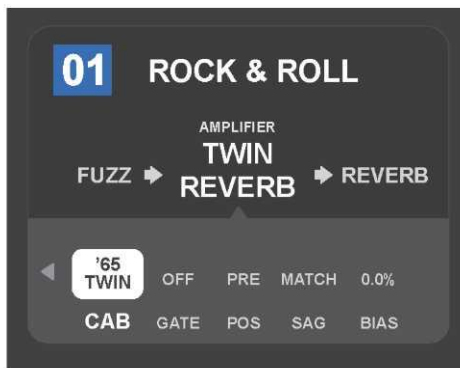 01 ROCK & ROLL
AMPLIFIER
TWIN
FUZZ REVERB REVERB
'65
TWIN OFF PRE MATCH 0.0%
CAB GATE POS SAG BIAS